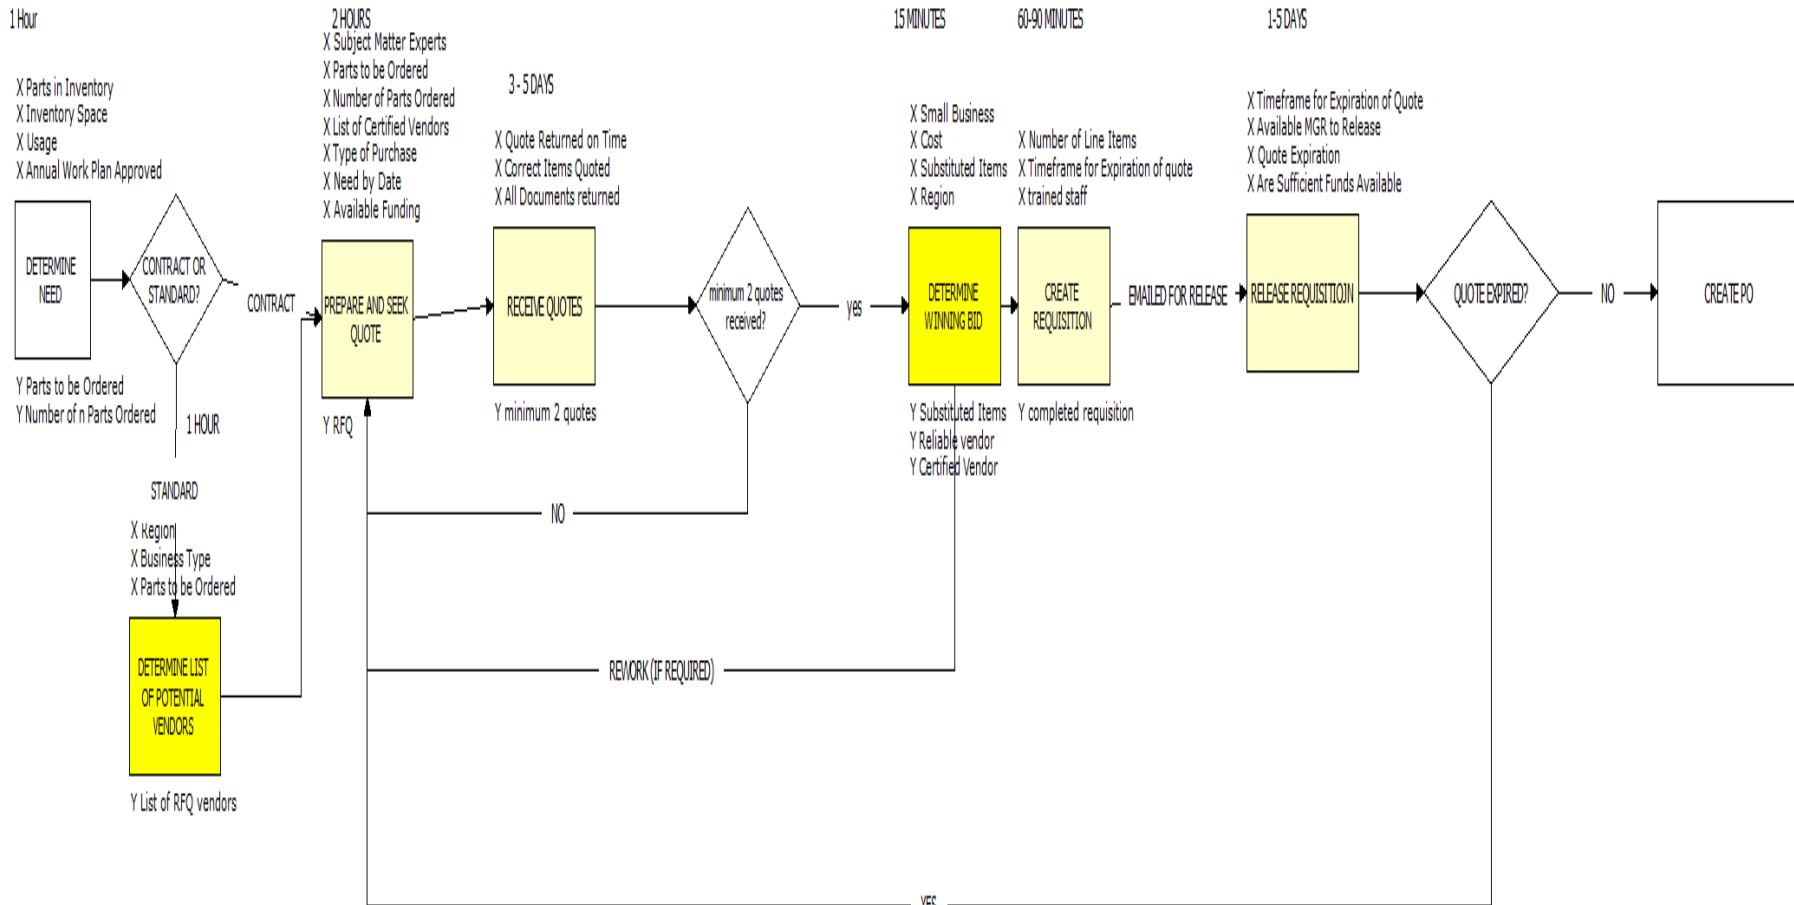 1 Hour
2 HOURS
15 MINUTES
60-90 MINUTES
1-5 DAYS
X Parts in Inventory
X Inventory Space
X Usage
X Annual Work Plan Approved
DETERMINE
NEED
Y Parts to be Ordered
Y Number of n Parts Ordered
CONTRACT OR
STANDARD?
CONTRACT
1 HOUR
STANDARD
X Region
X Business Type
X Parts to be Ordered
DETERMINE LIST
OF POTENTIAL
VENDORS
Y List of RFQ vendors
X Subject Matter Experts
X Parts to be Ordered
X Number of Parts Ordered
X List of Certified Vendors
X Type of Purchase
X Need by Date
X Available Funding
PREPARE AND SEEK
QUOTE
Y RFQ
3 - 5 DAYS
X Quote Returned on Time
X Correct Items Quoted
X All Documents returned
RECEIVE QUOTES
Y minimum 2 quotes
minimum 2 quotes
received?
yes
NO
X Small Business
X Cost
X Substituted Items
X Region
DETERMINE
WINNING BID
Y Substituted Items
Y Reliable vendor
Y Certified Vendor
REWORK (IF REQUIRED)
X Number of Line Items
X Timeframe for Expiration of quote
X trained staff
CREATE
REQUISITION
Y completed requisition
EMAILED FOR RELEASE
X Timeframe for Expiration of Quote
X Available MGR to Release
X Quote Expiration
X Are Sufficient Funds Available
RELEASE REQUISITIOJN
QUOTE EXPIRED?
NO
YES
CREATE PO